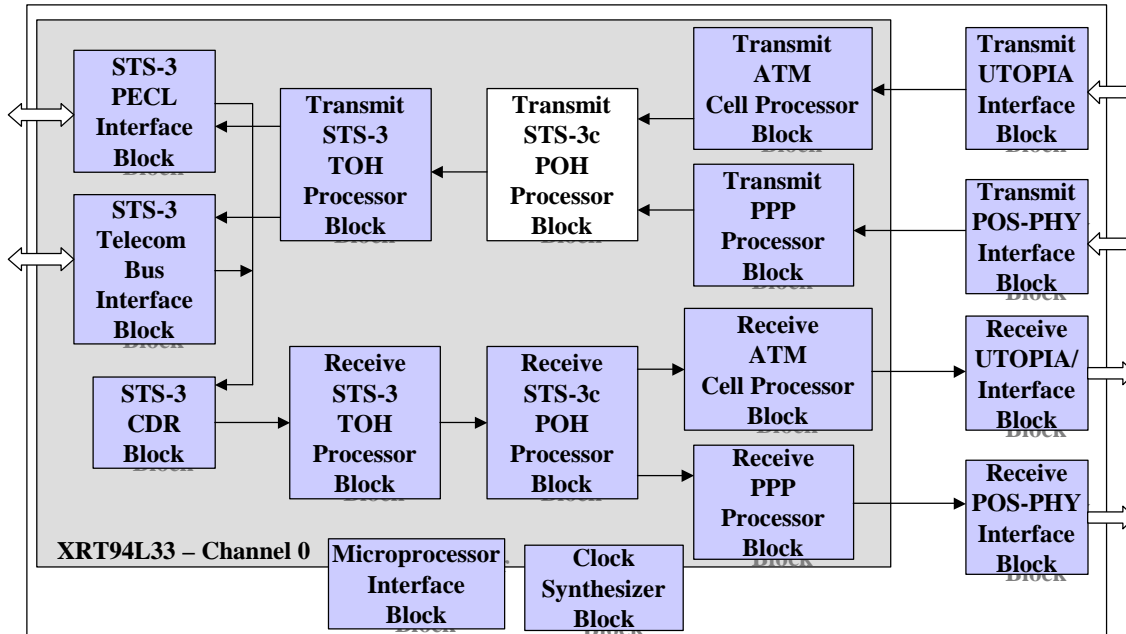 STS-3
PECL
Interface
Block
Transmit
STS-3
TOH
Processor
Block
Transmit
STS-3c
POH
Processor
Block
Transmit
ATM
Cell Processor
Block
Transmit
UTOPIA
Interface
Block
Transmit
PPP
Processor
Block
Transmit
POS-PHY
Interface
Block
STS-3
Telecom
Bus
Interface
Block
STS-3
CDR
Block
Receive
STS-3
TOH
Processor
Block
Receive
STS-3c
POH
Processor
Block
Receive
ATM
Cell Processor
Block
Receive
UTOPIA/
Interface
Block
Receive
PPP
Processor
Block
Receive
POS-PHY
Interface
Block
XRT94L33 – Channel 0
Microprocessor
Interface
Block
Clock
Synthesizer
Block